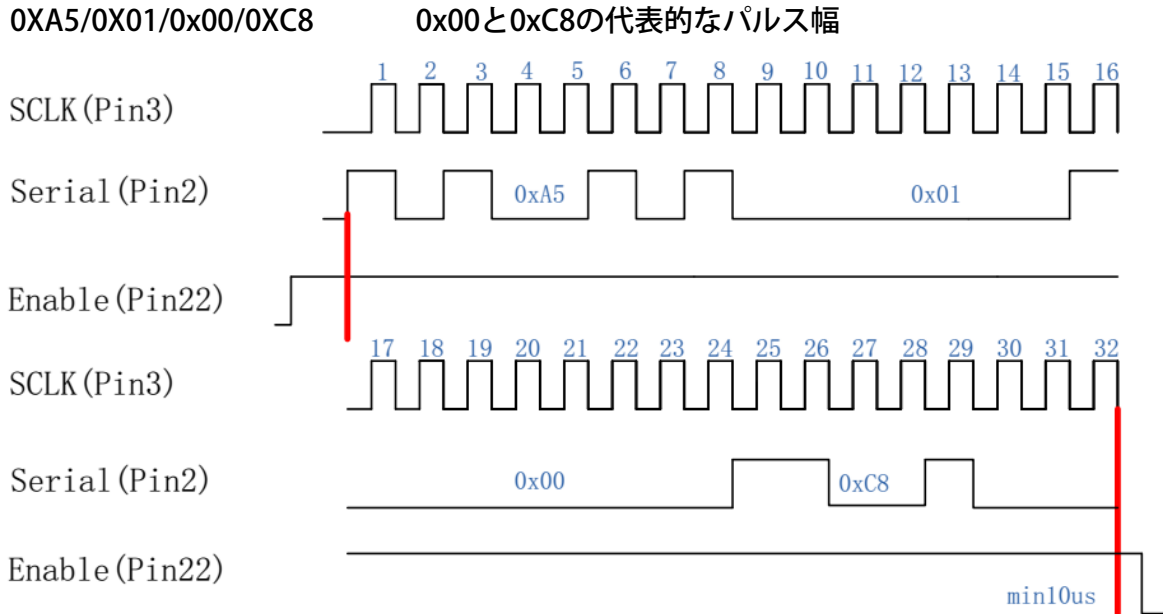 0XA5/0X01/0x00/0XC8 0x00と0xC8の代表的なパルス幅
1 2 3 4 5 6 7 8 9 10 11 12 13 14 15 16
SCLK(Pin3)
Serial(Pin2) 0xA5 0x01
Enable(Pin22)
17 18 19 20 21 22 23 24 25 26 27 28 29 30 31 32
SCLK(Pin3)
Serial(Pin2) 0x00 0xC8
Enable(Pin22)
min10us